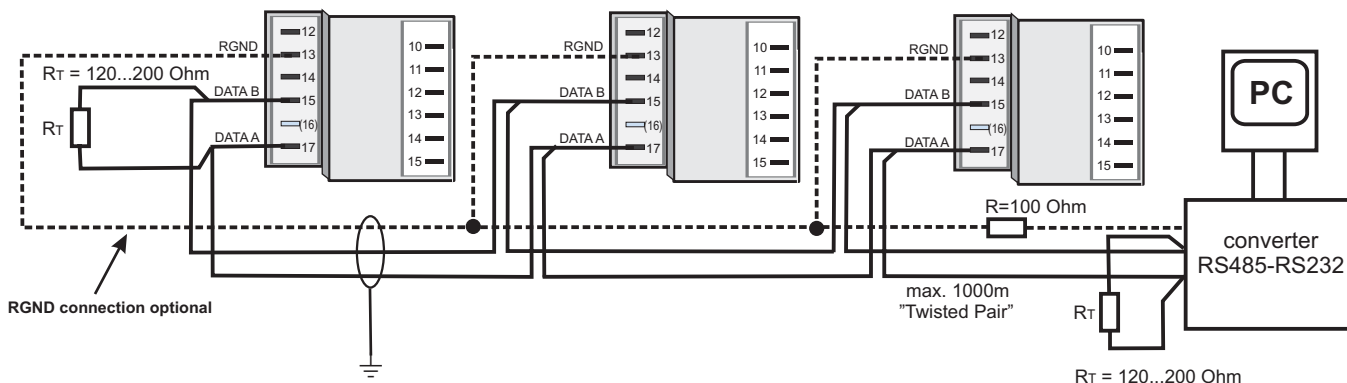 RT = 120...200 Ohm
RT
RGND
DATA B
DATA A
12
13
14
15
(16)
17
10
11
12
13
14
15
RGND
DATA B
DATA A
12
13
14
15
(16)
17
10
11
12
13
14
15
RGND
DATA B
DATA A
12
13
14
15
(16)
17
10
11
12
13
14
15
PC
R=100 Ohm
converter
RS485-RS232
RGND connection optional
max. 1000m
”Twisted Pair”
RT
RT = 120...200 Ohm